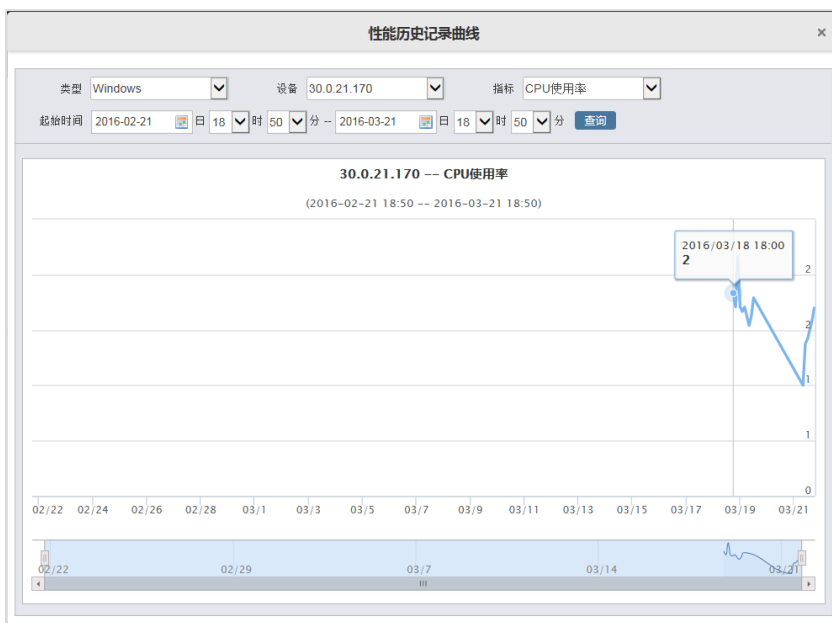 性能历史记录曲线 ×
类型 Windows 设备 30.0.21.170 指标 CPU使用率
起始时间 2016-02-21 日 18 时 50 分 -- 2016-03-21 日 18 时 50 分 查询
30.0.21.170 -- CPU使用率
(2016-02-21 18:50 -- 2016-03-21 18:50)
2016/03/18 18:00
2
2
2
1
1
0
02/22 02/24 02/26 02/28 03/1 03/3 03/5 03/7 03/9 03/11 03/13 03/15 03/17 03/19 03/21
02/22 02/29 03/7 03/14 03/21